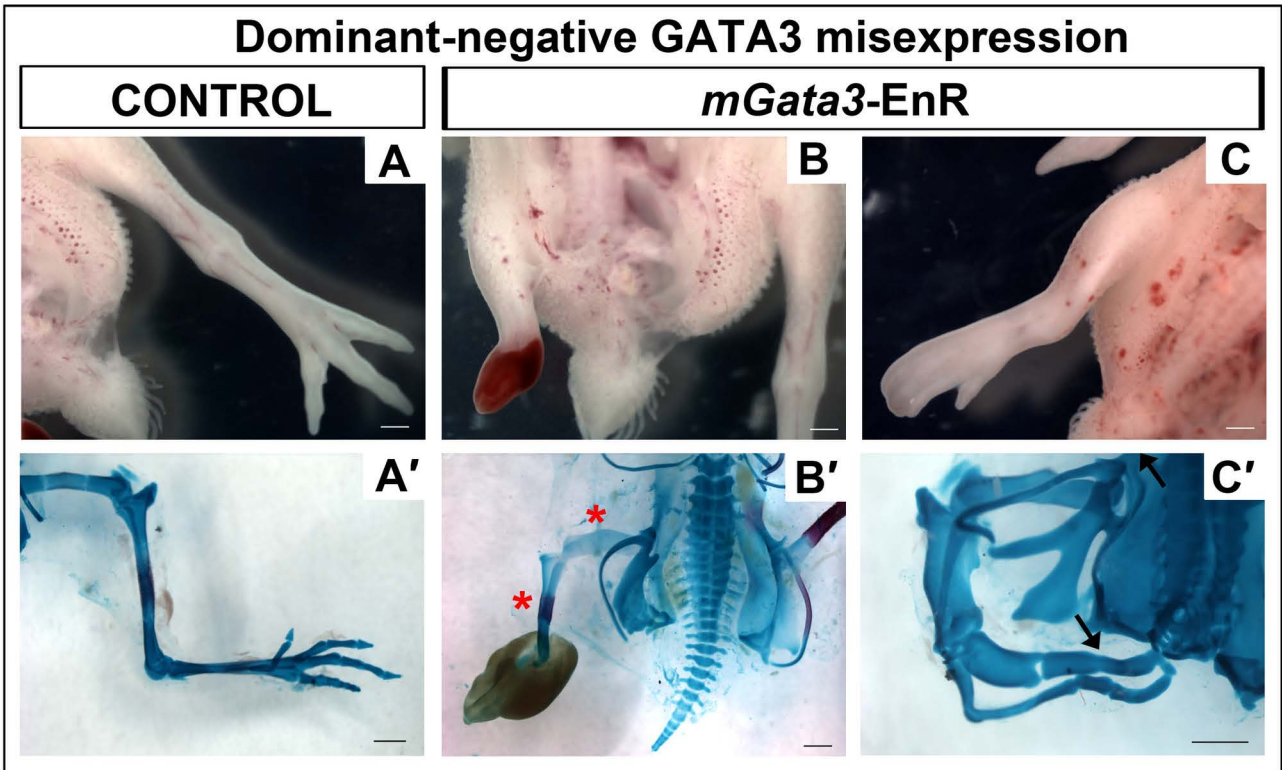 Dominant-negative GATA3 misexpression
CONTROL
mGata3-EnR
A
B
C
A′
B′
*
*
C′